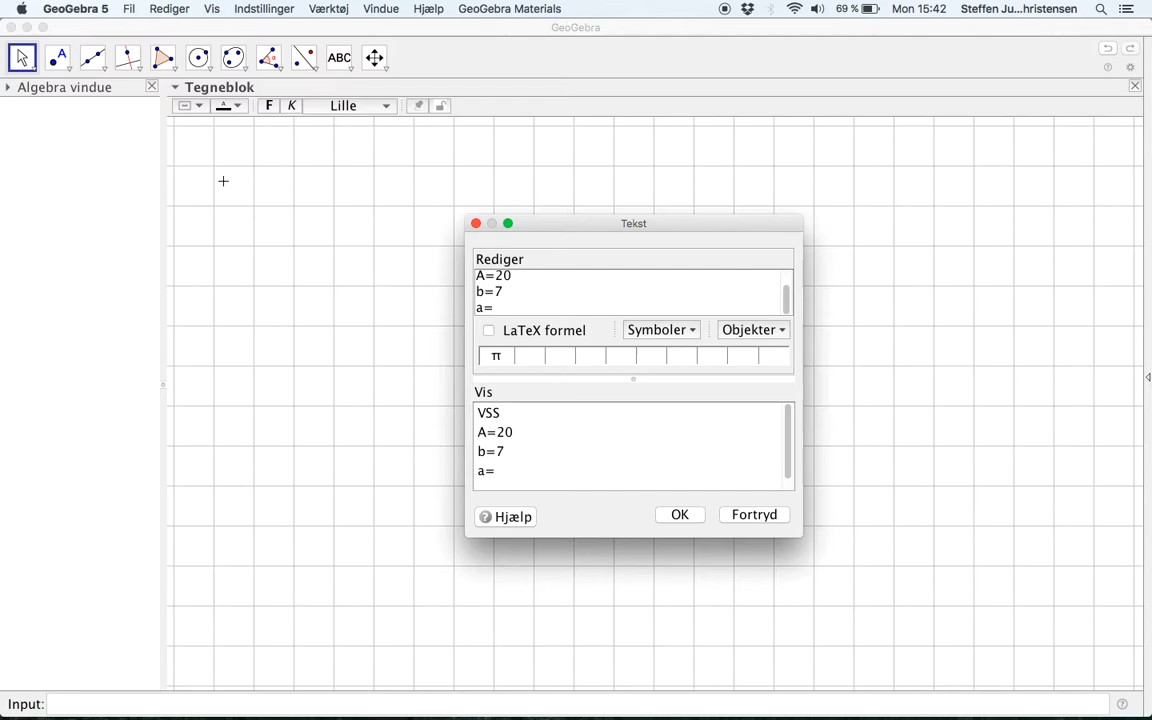 GeoGebra 5 Fil Rediger Vis Indstillinger Værktøj Vindue Hjælp GeoGebra Materials 69 % Mon 15:42 Steffen Ju...hristensen
GeoGebra
A ABC
Algebra vindue
Tegneblok
A F K Lille
Tekst
Rediger
A=20
b=7
a=
LaTeX formel Symboler Objekter
π
Vis
VSS
A=20
b=7
a=
? Hjælp OK Fortryd
Input: